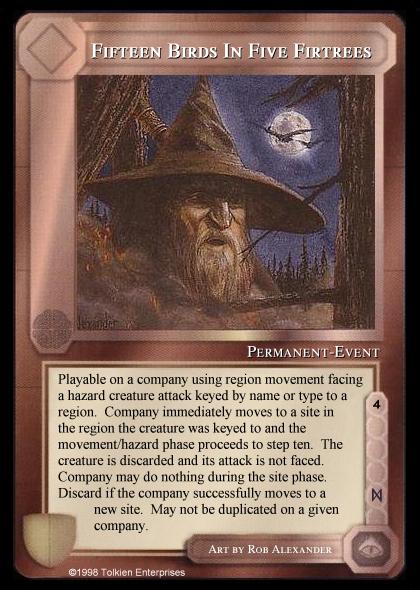 Fifteen Birds In Five Firtrees
Alexander
Permanent-Event
Playable on a company using region movement facing
a hazard creature attack keyed by name or type to a
region. Company immediately moves to a site in
the region the creature was keyed to and the
movement/hazard phase proceeds to step ten. The
creature is discarded and its attack is not faced.
Company may do nothing during the site phase.
Discard if the company successfully moves to a
new site. May not be duplicated on a given
company.
4
Art by Rob Alexander
©1998 Tolkien Enterprises